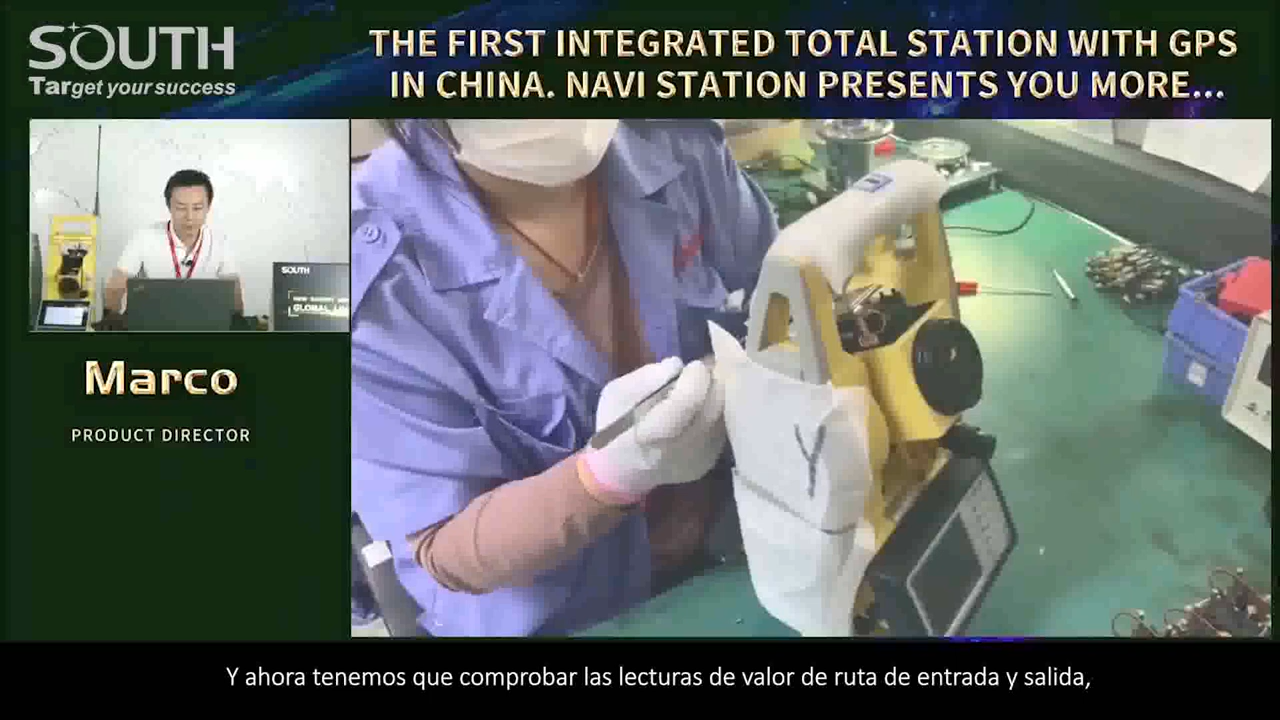 SOUTH
Target your success
THE FIRST INTEGRATED TOTAL STATION WITH GPS
IN CHINA. NAVI STATION PRESENTS YOU MORE...
SOUTH
Marco
PRODUCT DIRECTOR
Y
Y ahora tenemos que comprobar las lecturas de valor de ruta de entrada y salida,